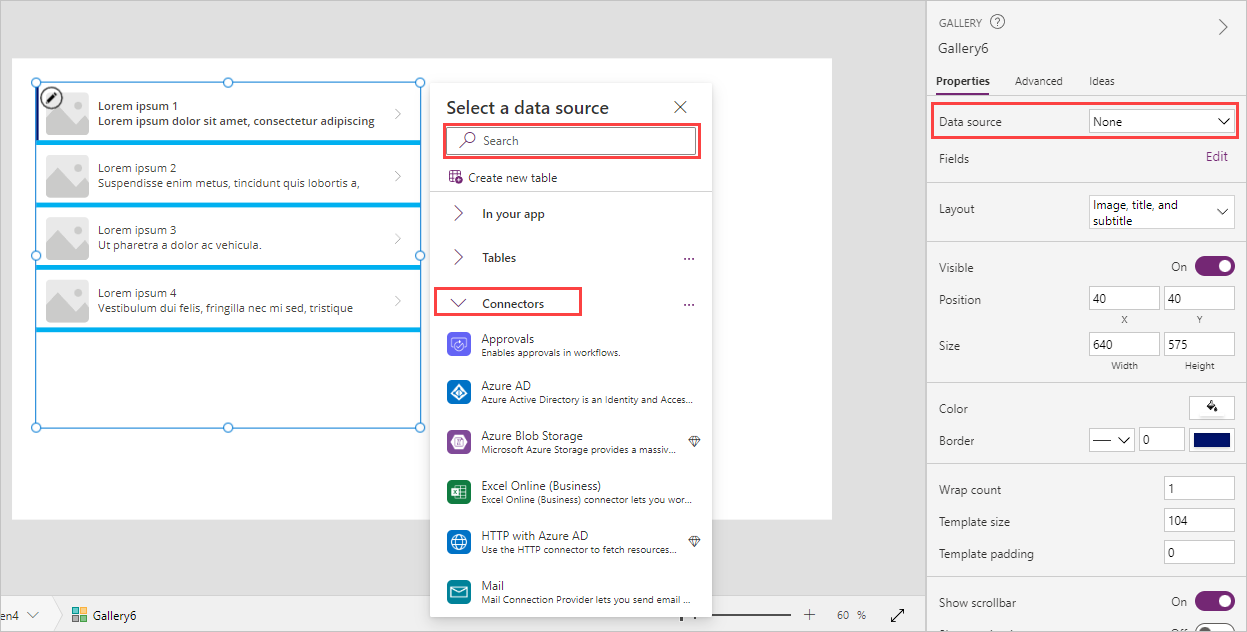 Lorem ipsum 1
Lorem ipsum dolor sit amet, consectetur adipiscing
Lorem ipsum 2
Suspendisse enim metus, tincidunt quis lobortis a,
Lorem ipsum 3
Ut pharetra a dolor ac vehicula.
Lorem ipsum 4
Vestibulum dui felis, fringilla nec mi sed, tristique
Select a data source
Search
Create new table
In your app
Tables
Connectors
Approvals
Enables approvals in workflows.
Azure AD
Azure Active Directory is an Identity and Acces...
Azure Blob Storage
Microsoft Azure Storage provides a massiv...
Excel Online (Business)
Excel Online (Business) connector lets you wor...
HTTP with Azure AD
Use the HTTP connector to fetch resources...
Mail
Mail Connection Provider lets you send email ...
en4
Gallery6
60 %
GALLERY ?
Gallery6
Properties Advanced Ideas
Data source None
Fields Edit
Layout Image, title, and
subtitle
Visible On
Position 40 40
X Y
Size 640 575
Width Height
Color
Border 0
Wrap count 1
Template size 104
Template padding 0
Show scrollbar On